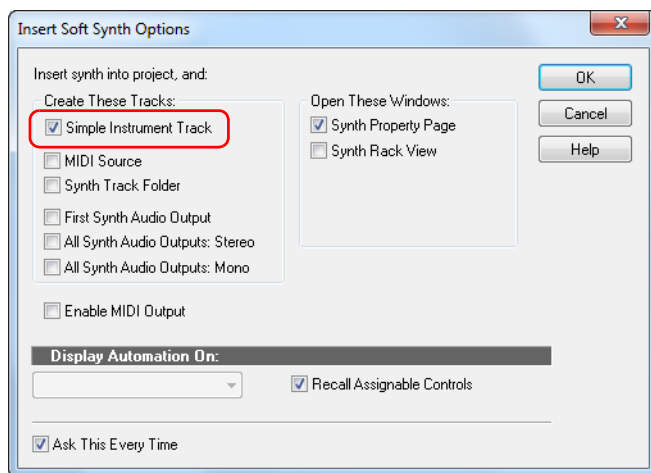 Insert Soft Synth Options
Insert synth into project, and:
Create These Tracks:
Simple Instrument Track
MIDI Source
Synth Track Folder
First Synth Audio Output
All Synth Audio Outputs: Stereo
All Synth Audio Outputs: Mono
Enable MIDI Output
Open These Windows:
Synth Property Page
Synth Rack View
OK
Cancel
Help
Display Automation On:
Recall Assignable Controls
Ask This Every Time